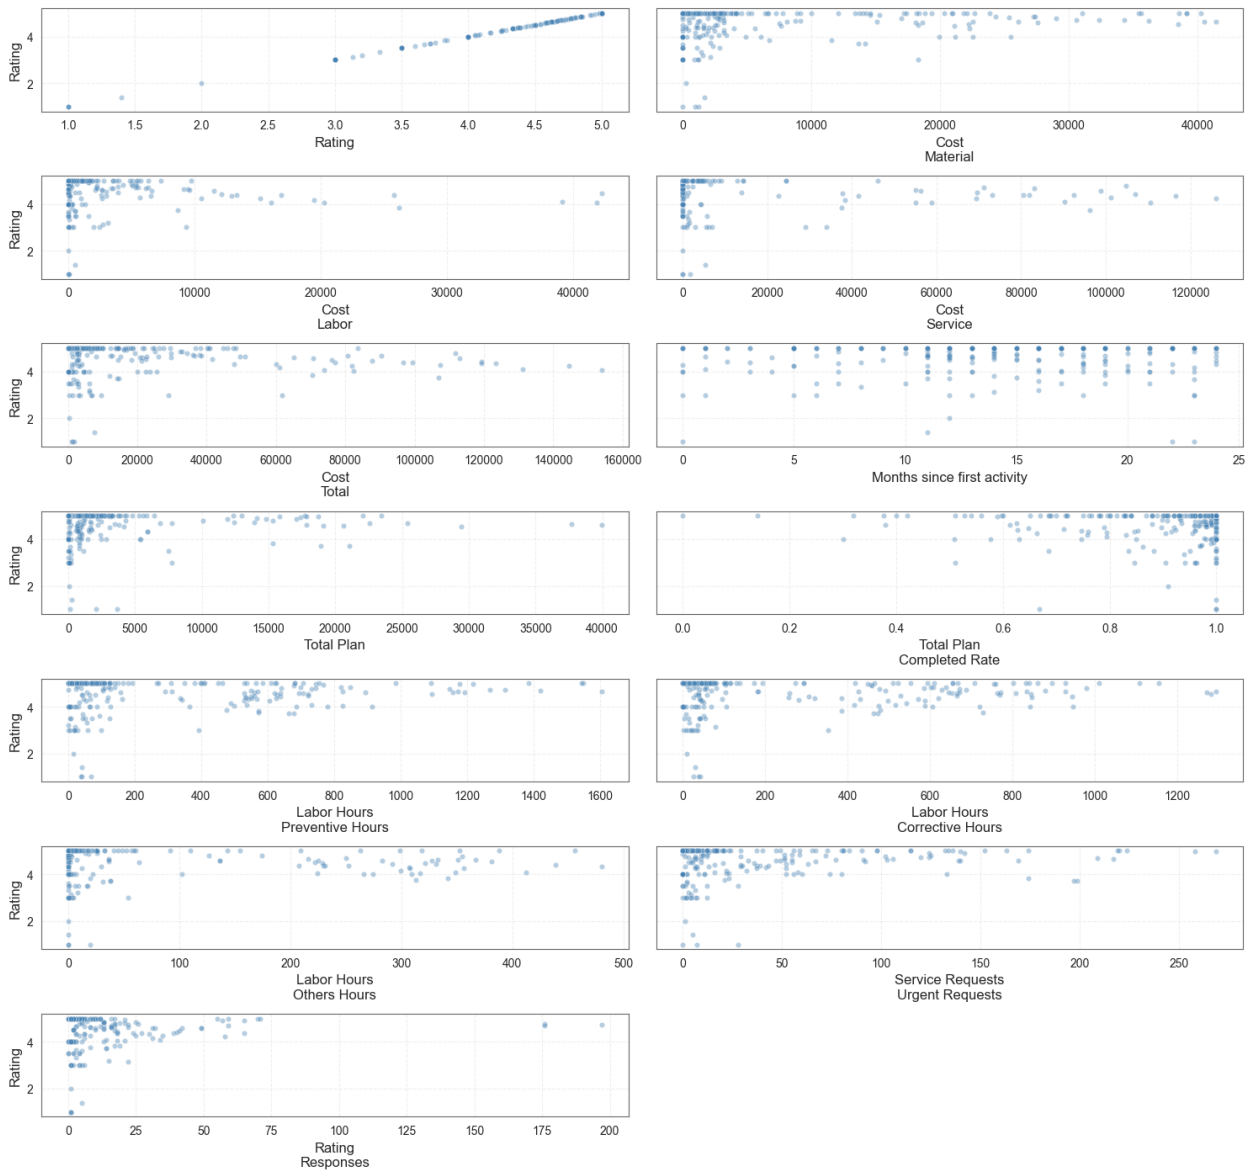 Rating
4
2
1.0 1.5 2.0 2.5 3.0 3.5 4.0 4.5 5.0
Rating
0 10000 20000 30000 40000
Cost
Material
Rating
4
2
0 10000 20000 30000 40000
Cost
Labor
0 20000 40000 60000 80000 100000 120000
Cost
Service
Rating
4
2
0 20000 40000 60000 80000 100000 120000 140000 160000
Cost
Total
0 5 10 15 20 25
Months since first activity
Rating
4
2
0 5000 10000 15000 20000 25000 30000 35000 40000
Total Plan
0.0 0.2 0.4 0.6 0.8 1.0
Total Plan
Completed Rate
Rating
4
2
0 200 400 600 800 1000 1200 1400 1600
Labor Hours
Preventive Hours
0 200 400 600 800 1000 1200
Labor Hours
Corrective Hours
Rating
4
2
0 100 200 300 400 500
Labor Hours
Others Hours
0 50 100 150 200 250
Service Requests
Urgent Requests
Rating
4
2
0 25 50 75 100 125 150 175 200
Rating
Responses